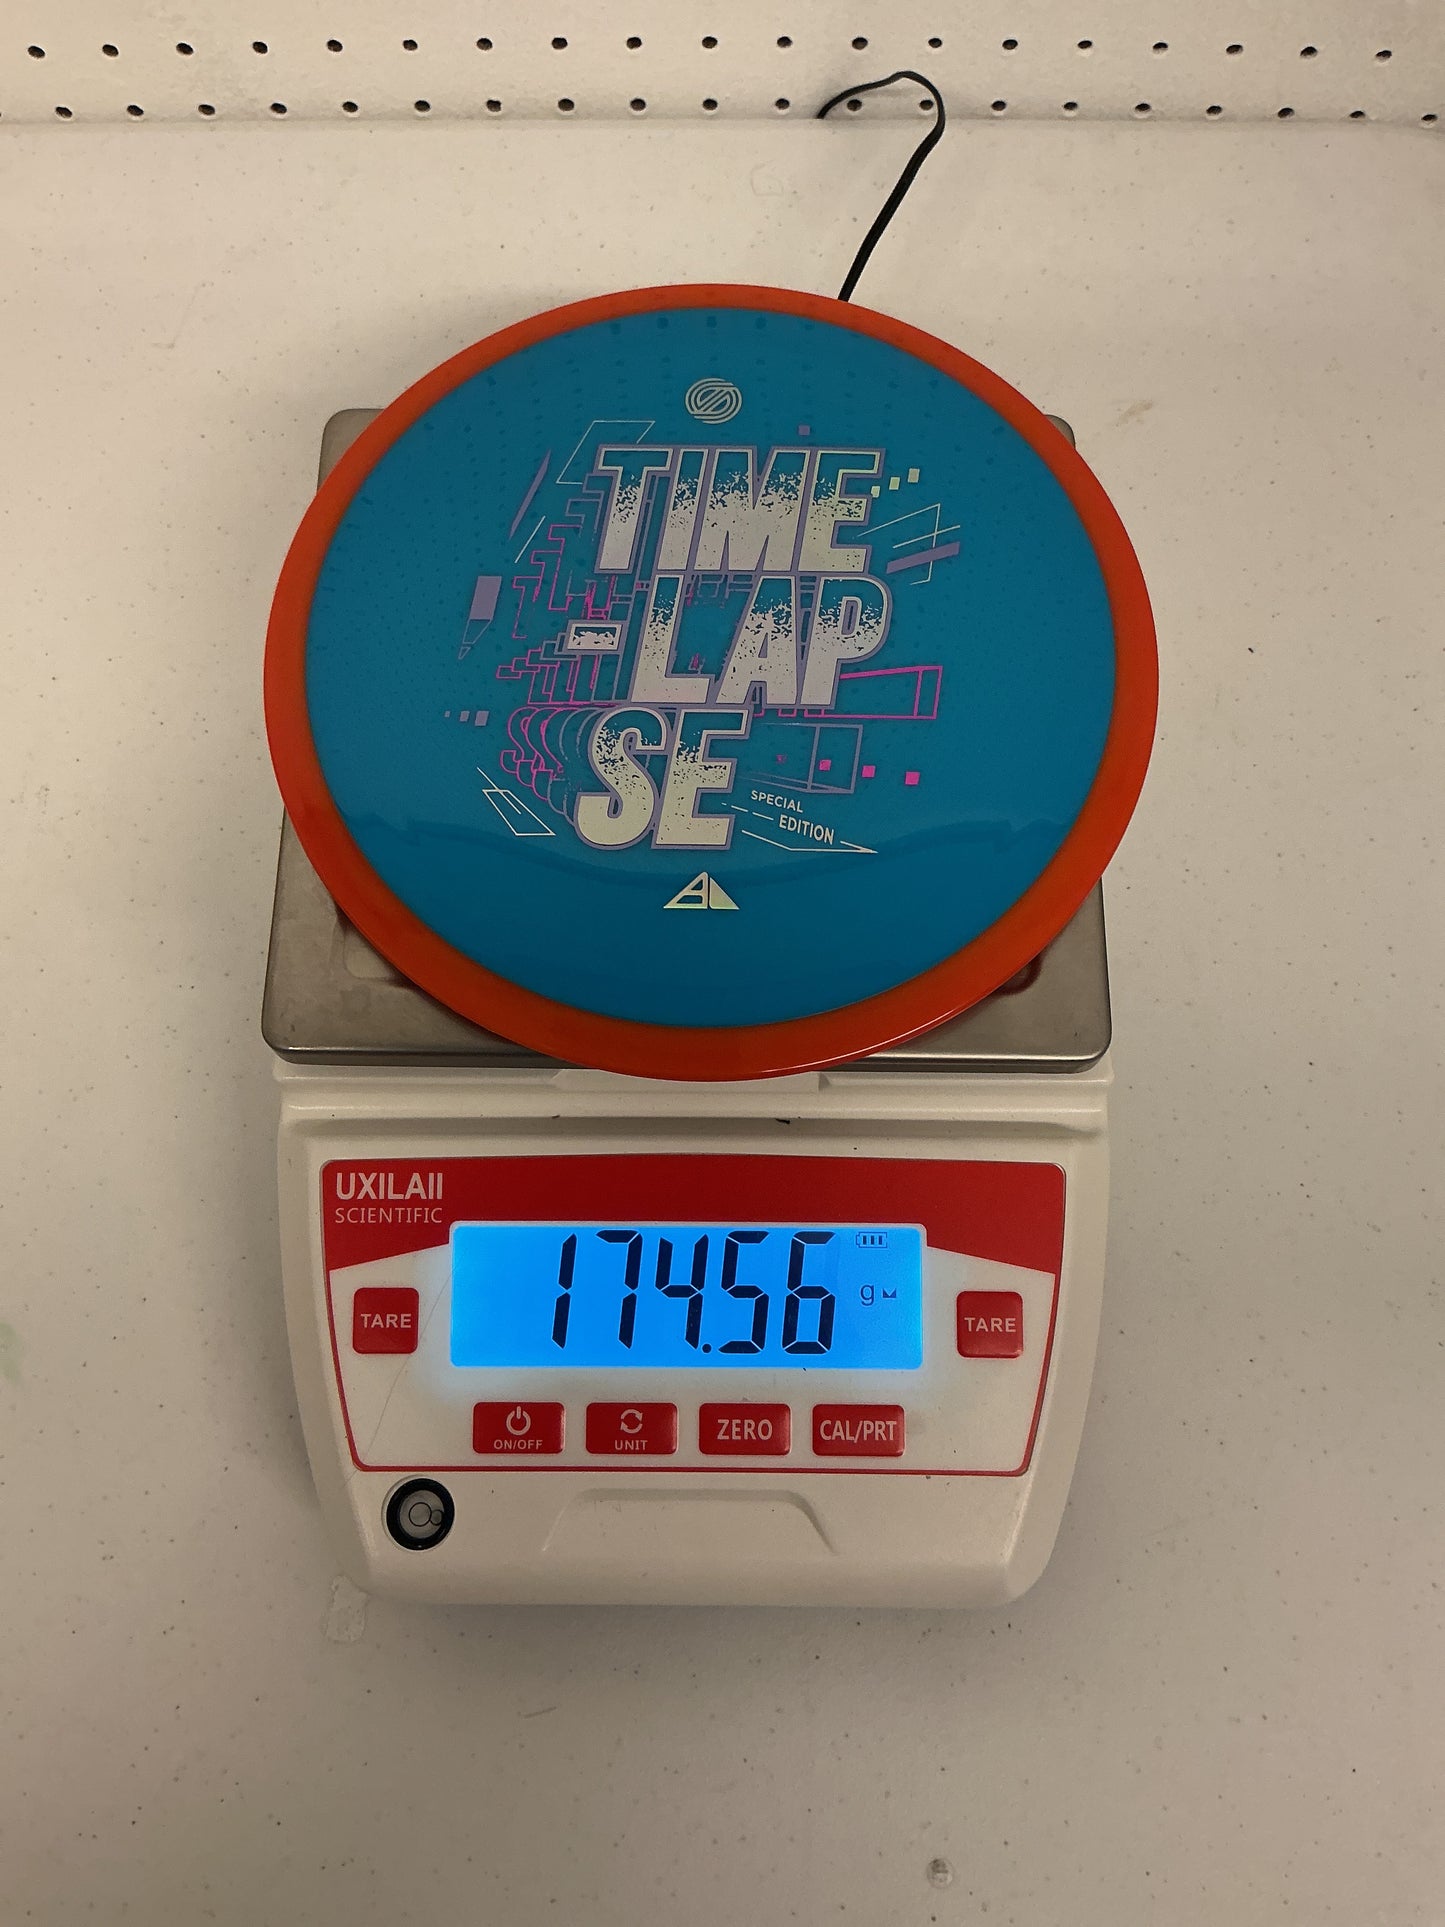 TIME
-LAP
SE
SPECIAL
EDITION
UXILAII
SCIENTIFIC
174.56
g
TARE
TARE
ON/OFF
UNIT
ZERO
CAL/PRT